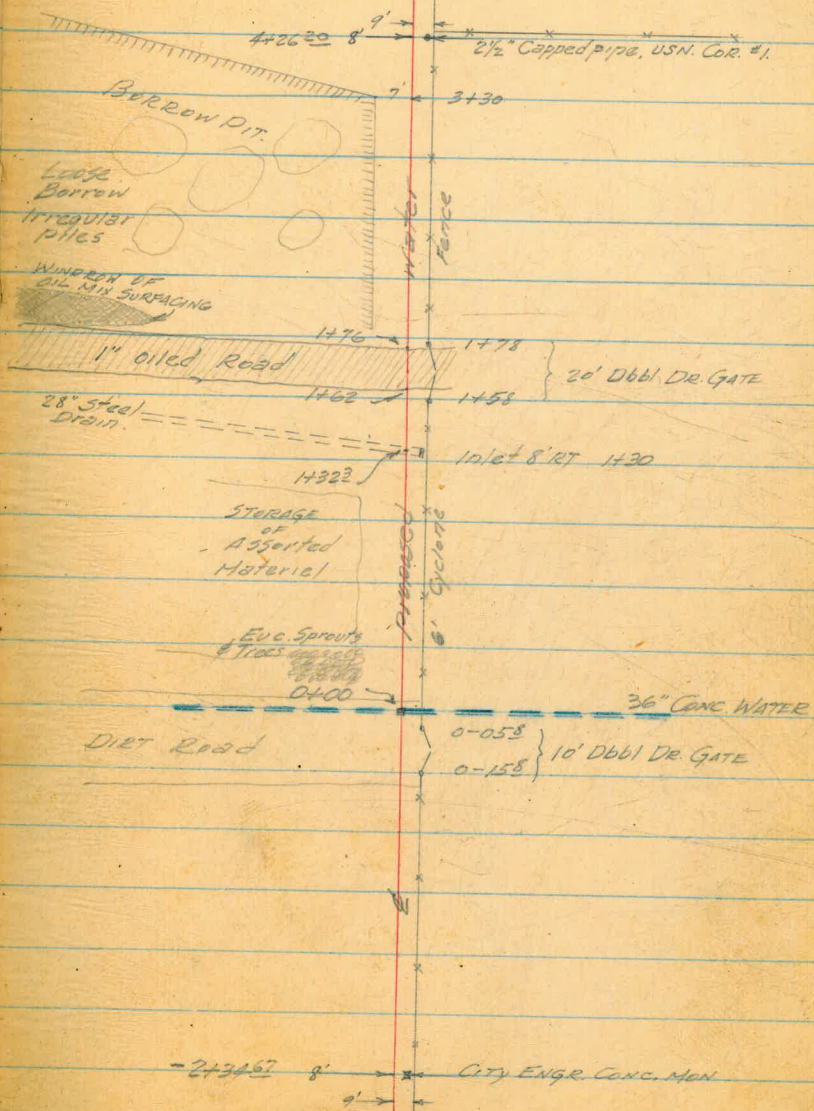 9'
4+26 20 8'
2½" Capped pipe, USN. COR. #1.
7' 3+30
BORROW PIT.
Loose
Borrow
Irregular
piles
Water
Fence
WINDROW OF
OIL MIX SURFACING
1+76
1+78
1" oiled Road
20' Dbbl. Dr. GATE
1+62
1+58
28" Steel
Drain.
Inlet 8' RT 1+30
1+32 3
STORAGE
OF
Assorted
Materiel
Proposed
6' Cyclone
Euc. Sprouts
& Trees
0+00
36" CONC. WATER
0-05 8
DIRT Road
10' Dbbl Dr. GATE
0-15 8
-2+34 67 8'
CITY ENGR. CONC. MON.
9'